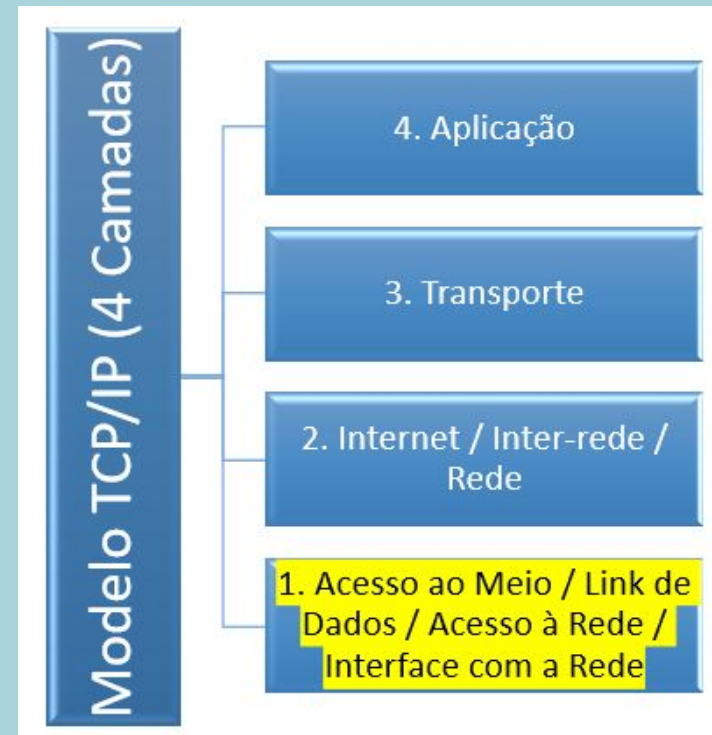 Modelo TCP/IP (4 Camadas)
4. Aplicação
3. Transporte
2. Internet / Inter-rede /
Rede
1. Acesso ao Meio / Link de
Dados / Acesso à Rede /
Interface com a Rede